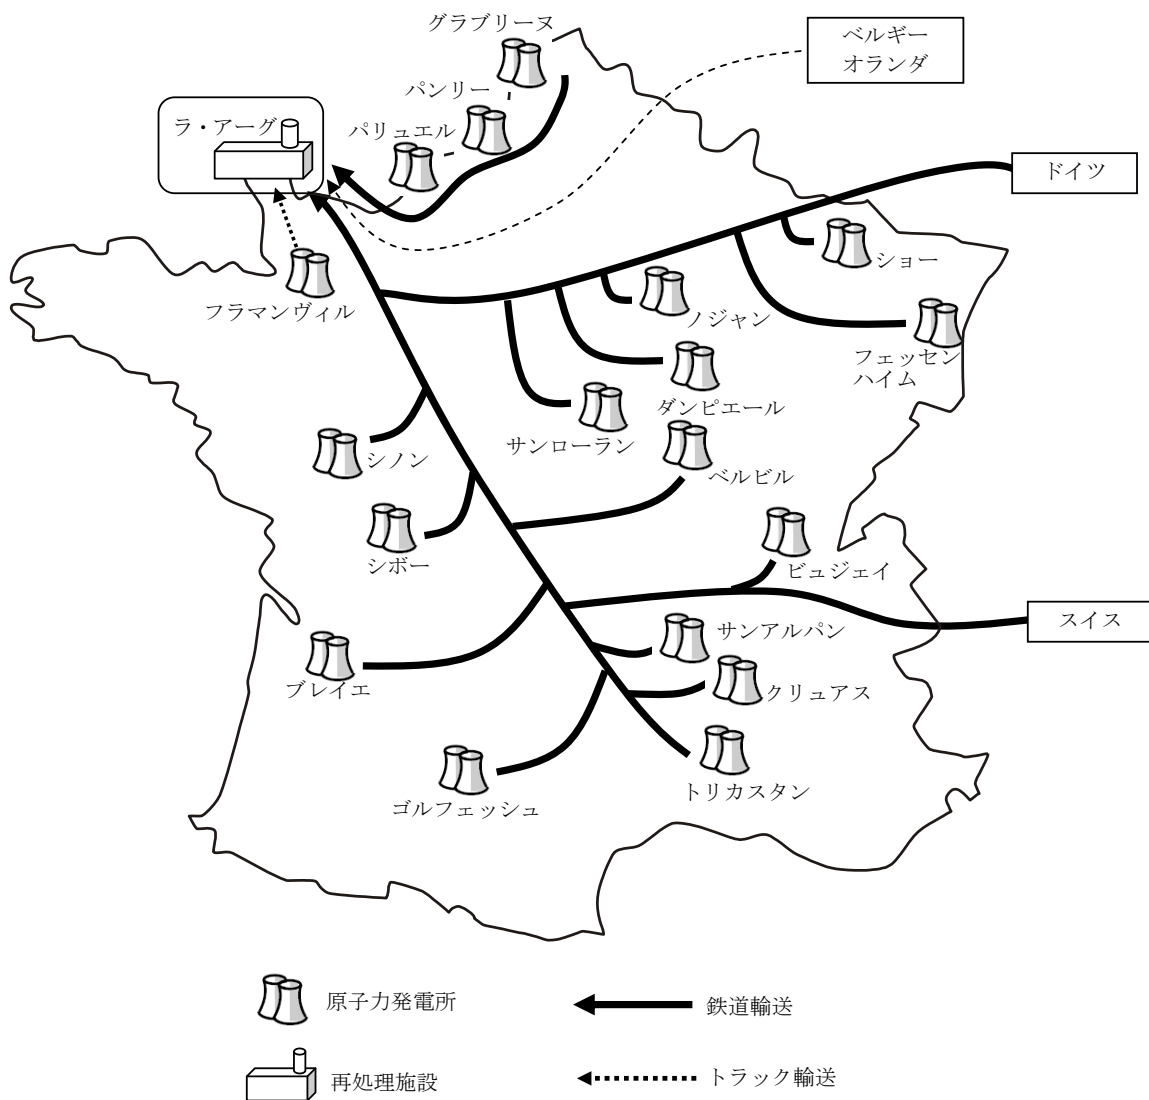 グラブリーヌ
ベルギー
オランダ
パンリー
ラ・アーグ
パリュエル
ドイツ
ショー
フラマンヴィル
ノジャン
フェッセン
ハイム
ダンピエール
サンローラン
シノン
ベルビル
シボー
ビュジェイ
スイス
サンアルパン
ブレイエ
クリュアス
トリカスタン
ゴルフェッシュ
原子力発電所
鉄道輸送
再処理施設
トラック輸送